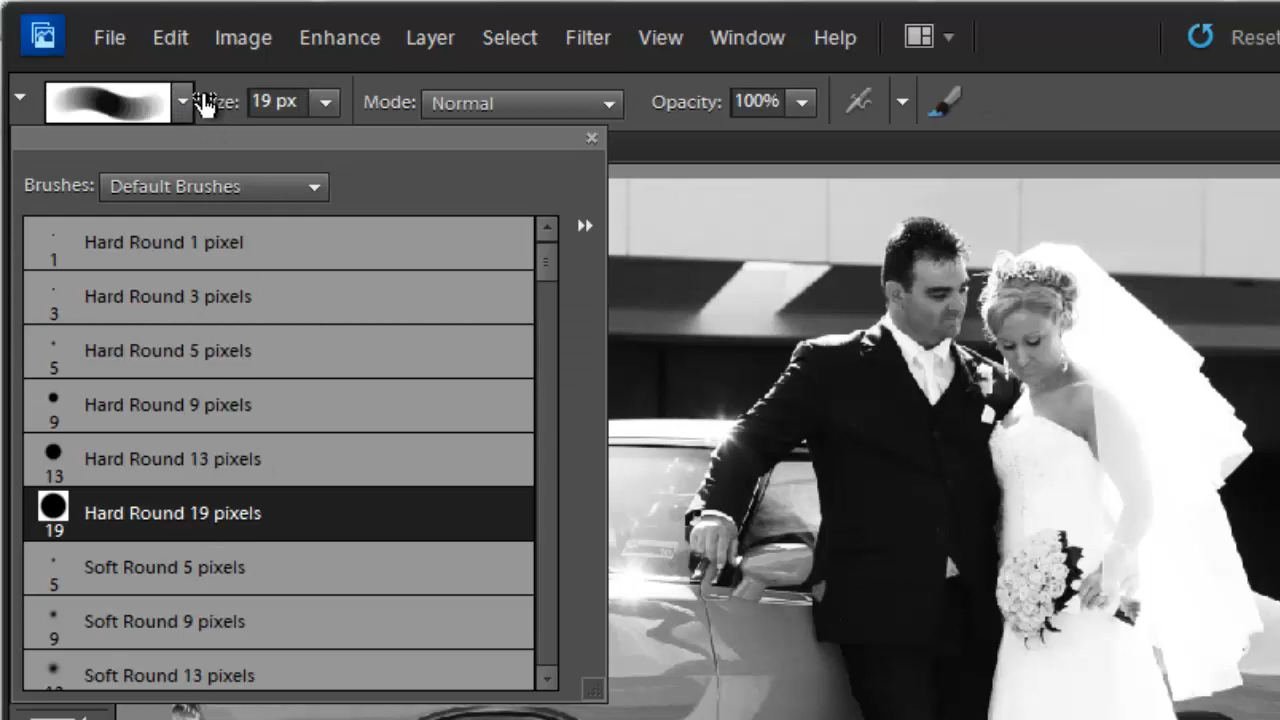 File Edit Image Enhance Layer Select Filter View Window Help Reset
ze: 19 px Mode: Normal Opacity: 100%
Brushes: Default Brushes
Hard Round 1 pixel
1
Hard Round 3 pixels
3
Hard Round 5 pixels
5
Hard Round 9 pixels
9
Hard Round 13 pixels
13
Hard Round 19 pixels
19
Soft Round 5 pixels
5
Soft Round 9 pixels
9
Soft Round 13 pixels